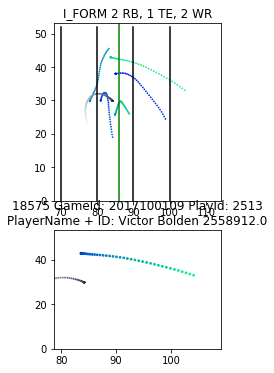 I_FORM 2 RB, 1 TE, 2 WR
50
40
30
20
10
0
70 80 90 100 110
18575 GameId: 2017100109 PlayId: 2513
PlayerName + ID: Victor Bolden 2558912.0
40
20
0
80 90 100